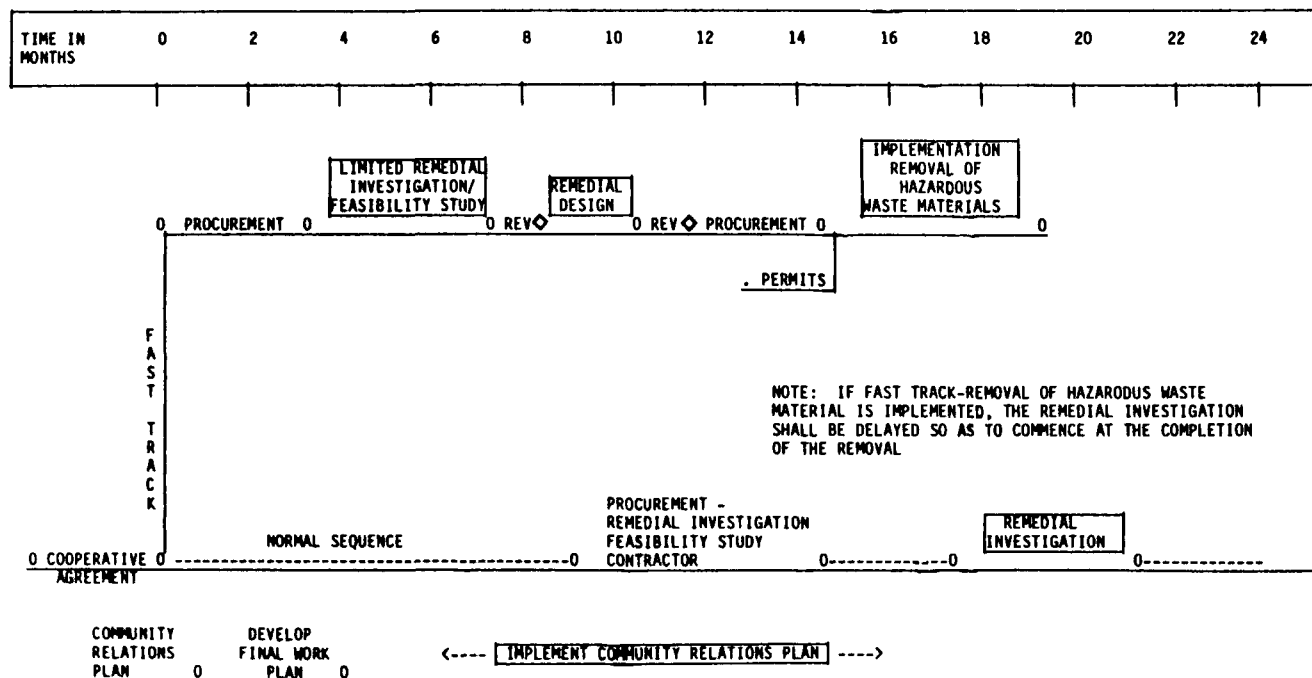 TIME IN MONTHS 0 2 4 6 8 10 12 14 16 18 20 22 24
LIMITED REMEDIAL
INVESTIGATION/
FEASIBILITY STUDY
REMEDIAL
DESIGN
IMPLEMENTATION
REMOVAL OF
HAZARDOUS
WASTE MATERIALS
0 PROCUREMENT 0 0 REV◇ 0 REV◇ PROCUREMENT 0 0
. PERMITS
FAST TRACK
NOTE: IF FAST TRACK-REMOVAL OF HAZARODUS WASTE
MATERIAL IS IMPLEMENTED, THE REMEDIAL INVESTIGATION
SHALL BE DELAYED SO AS TO COMMENCE AT THE COMPLETION
OF THE REMOVAL
0 COOPERATIVE 0
AGREEMENT
NORMAL SEQUENCE
--------------------------------------0
PROCUREMENT -
REMEDIAL INVESTIGATION
FEASIBILITY STUDY
CONTRACTOR
0------------0
REMEDIAL
INVESTIGATION
0------------
COMMUNITY
RELATIONS
PLAN 0
DEVELOP
FINAL WORK
PLAN 0
<---- IMPLEMENT COMMUNITY RELATIONS PLAN ---->